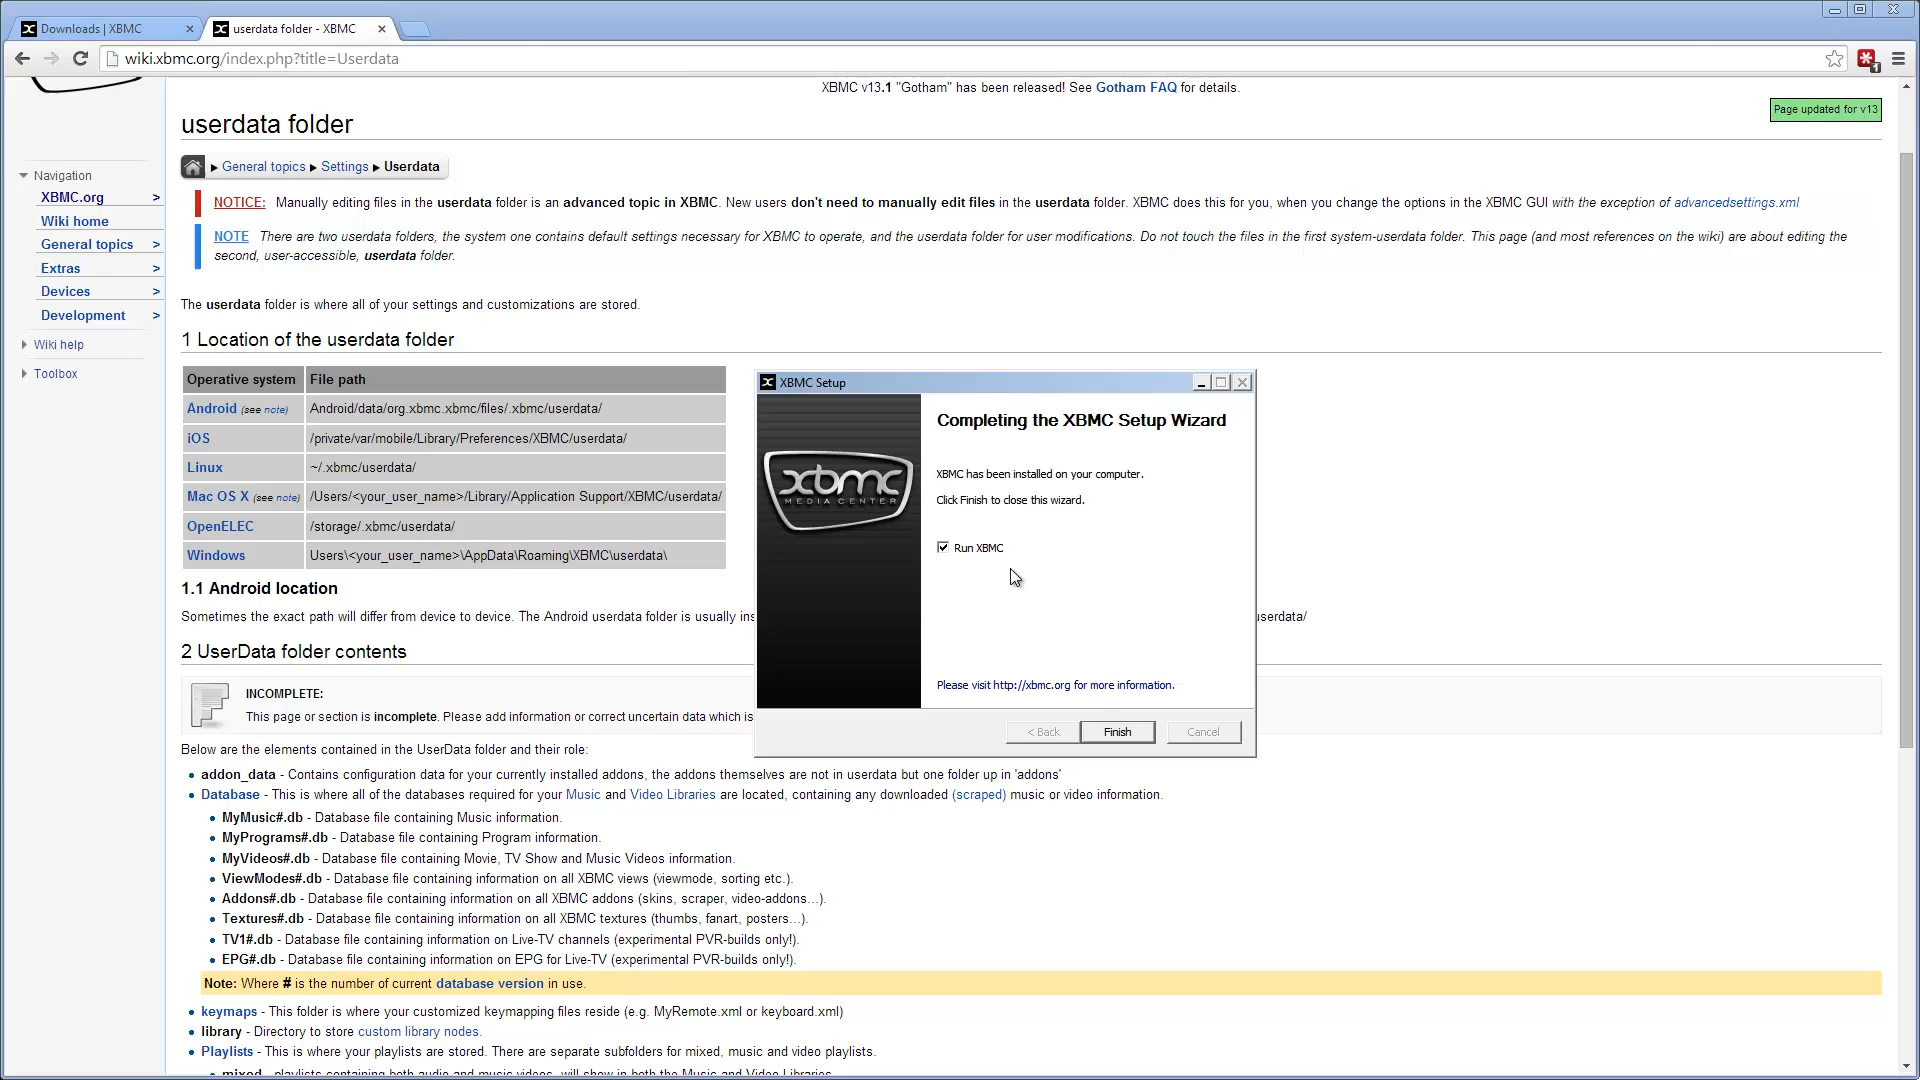 Downloads | XBMC
userdata folder - XBMC
wiki.xbmc.org/index.php?title=Userdata
1
XBMC v13.1 "Gotham" has been released! See Gotham FAQ for details.
Page updated for v13
userdata folder
General topics ▸ Settings ▸ Userdata
NOTICE: Manually editing files in the userdata folder is an advanced topic in XBMC. New users don't need to manually edit files in the userdata folder. XBMC does this for you, when you change the options in the XBMC GUI with the exception of advancedsettings.xml
NOTE There are two userdata folders, the system one contains default settings necessary for XBMC to operate, and the userdata folder for user modifications. Do not touch the files in the first system-userdata folder. This page (and most references on the wiki) are about editing the
second, user-accessible, userdata folder.
Navigation
XBMC.org >
Wiki home
General topics >
Extras >
Devices >
Development >
Wiki help
Toolbox
The userdata folder is where all of your settings and customizations are stored.
1 Location of the userdata folder
Operative system File path
Android (see note) Android/data/org.xbmc.xbmc/files/.xbmc/userdata/
iOS /private/var/mobile/Library/Preferences/XBMC/userdata/
Linux ~/.xbmc/userdata/
Mac OS X (see note) /Users/<your_user_name>/Library/Application Support/XBMC/userdata/
OpenELEC /storage/.xbmc/userdata/
Windows Users\<your_user_name>\AppData\Roaming\XBMC\userdata\
1.1 Android location
Sometimes the exact path will differ from device to device. The Android userdata folder is usually
2 UserData folder contents
INCOMPLETE:
This page or section is incomplete. Please add information or correct uncertain data which is
XBMC Setup
xbmc
MEDIA CENTER
Completing the XBMC Setup Wizard
XBMC has been installed on your computer.
Click Finish to close this wizard.
Run XBMC
Please visit http://xbmc.org for more information.
< Back
Finish
Cancel
Below are the elements contained in the UserData folder and their role:
addon_data - Contains configuration data for your currently installed addons, the addons themselves are not in userdata but one folder up in 'addons'
Database - This is where all of the databases required for your Music and Video Libraries are located, containing any downloaded (scraped) music or video information.
MyMusic#.db - Database file containing Music information.
MyPrograms#.db - Database file containing Program information.
MyVideos#.db - Database file containing Movie, TV Show and Music Videos information.
ViewModes#.db - Database file containing information on all XBMC views (viewmode, sorting etc.).
Addons#.db - Database file containing information on all XBMC addons (skins, scraper, video-addons...).
Textures#.db - Database file containing information on all XBMC textures (thumbs, fanart, posters...).
TV1#.db - Database file containing information on Live-TV channels (experimental PVR-builds only!).
EPG#.db - Database file containing information on EPG for Live-TV (experimental PVR-builds only!).
Note: Where # is the number of current database version in use.
keymaps - This folder is where your customized keymapping files reside (e.g. MyRemote.xml or keyboard.xml)
library - Directory to store custom library nodes.
Playlists - This is where your playlists are stored. There are separate subfolders for mixed, music and video playlists.
mixed - playlists containing both audio and music videos, will show in both the Music and Video Libraries